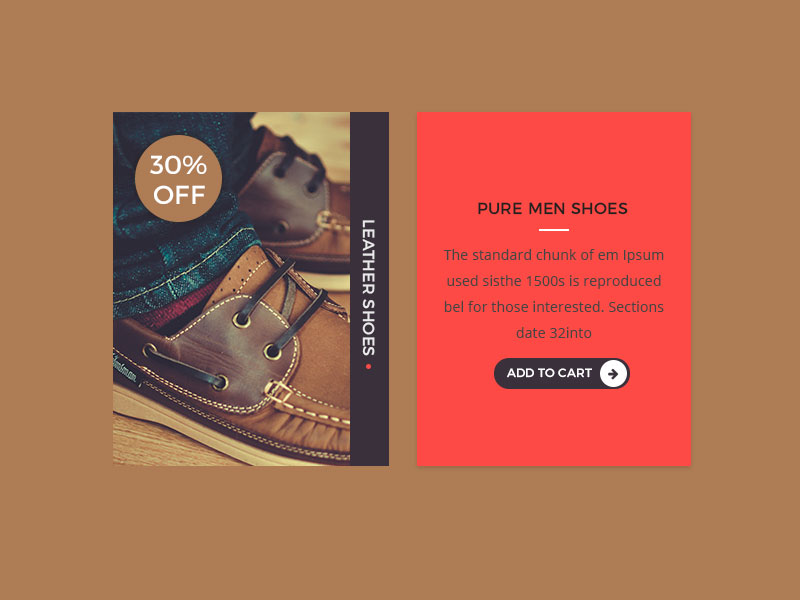 30%
OFF
LEATHER SHOES
PURE MEN SHOES
The standard chunk of em Ipsum
used sisthe 1500s is reproduced
bel for those interested. Sections
date 32into
ADD TO CART